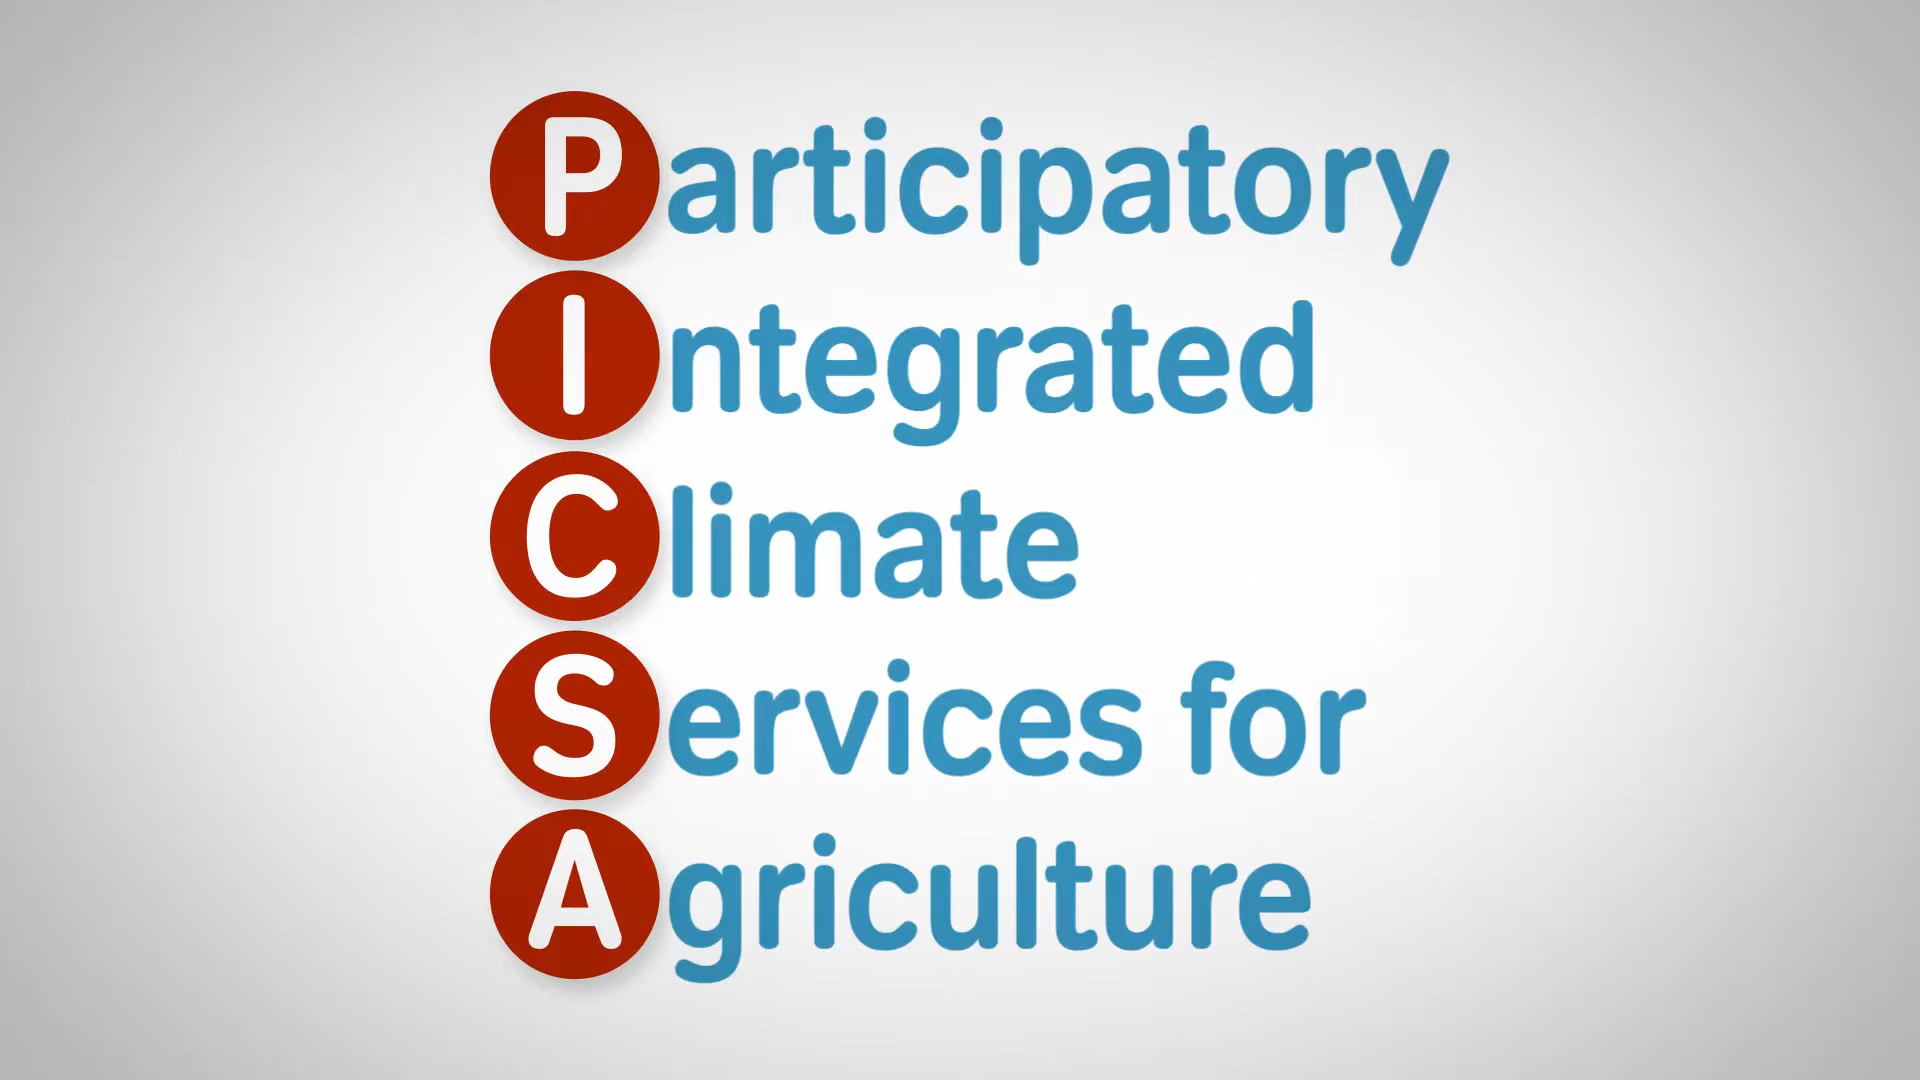 Participatory
Integrated
Climate
Services for
Agriculture